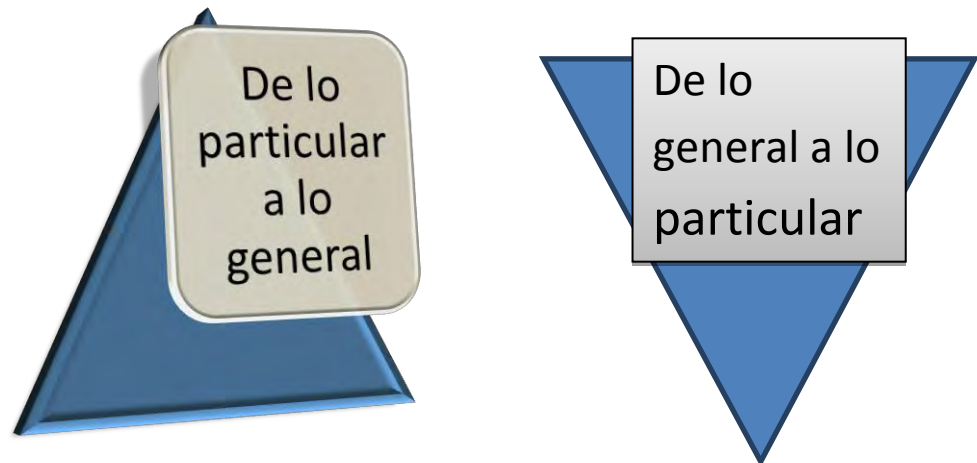 De lo
particular
a lo
general
De lo
general a lo
particular